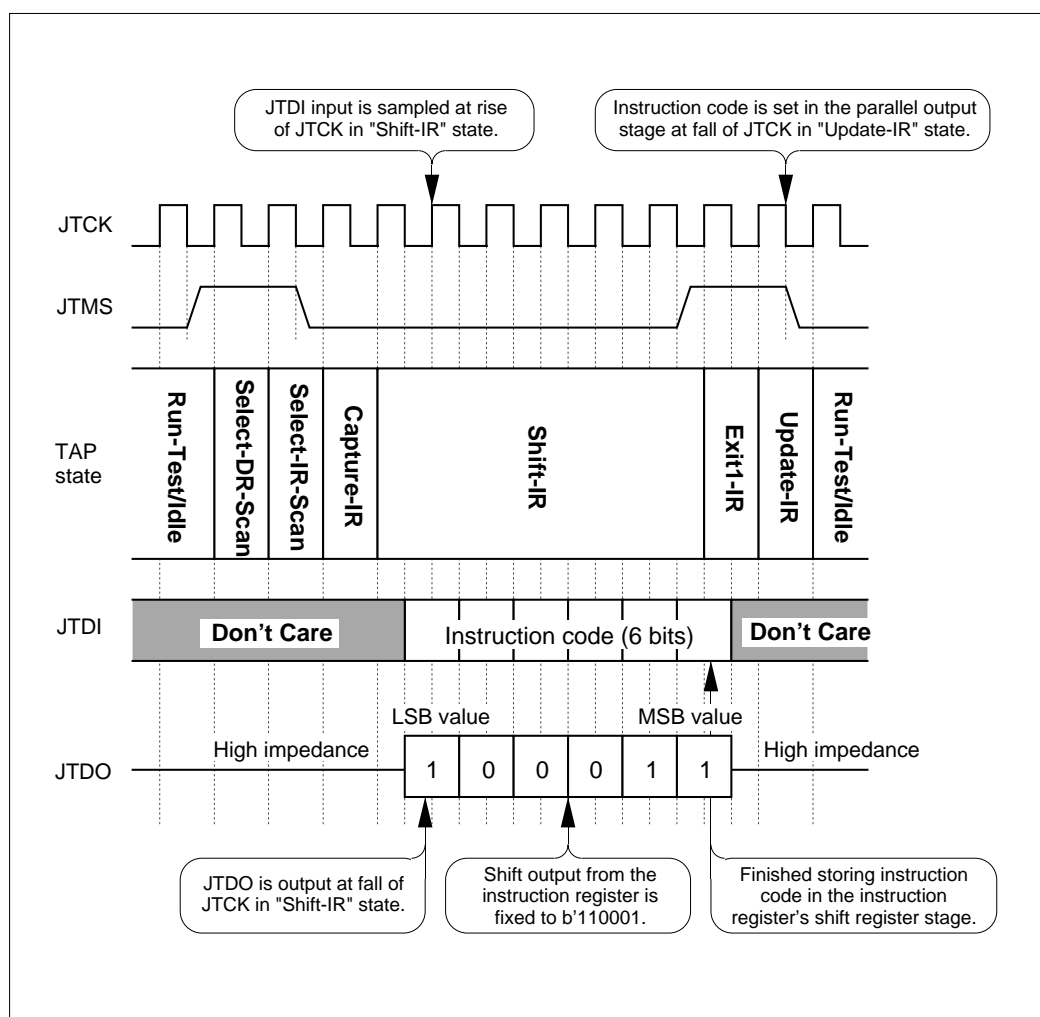 JTDI input is sampled at rise
of JTCK in "Shift-IR" state.
Instruction code is set in the parallel output
stage at fall of JTCK in "Update-IR" state.
JTCK
JTMS
TAP
state
Run-Test/Idle
Select-DR-Scan
Select-IR-Scan
Capture-IR
Shift-IR
Exit1-IR
Update-IR
Run-Test/Idle
JTDI
Don't Care
Instruction code (6 bits)
Don't Care
LSB value
MSB value
High impedance
High impedance
JTDO
1 0 0 0 1 1
JTDO is output at fall of
JTCK in "Shift-IR" state.
Shift output from the
instruction register is
fixed to b'110001.
Finished storing instruction
code in the instruction
register's shift register stage.